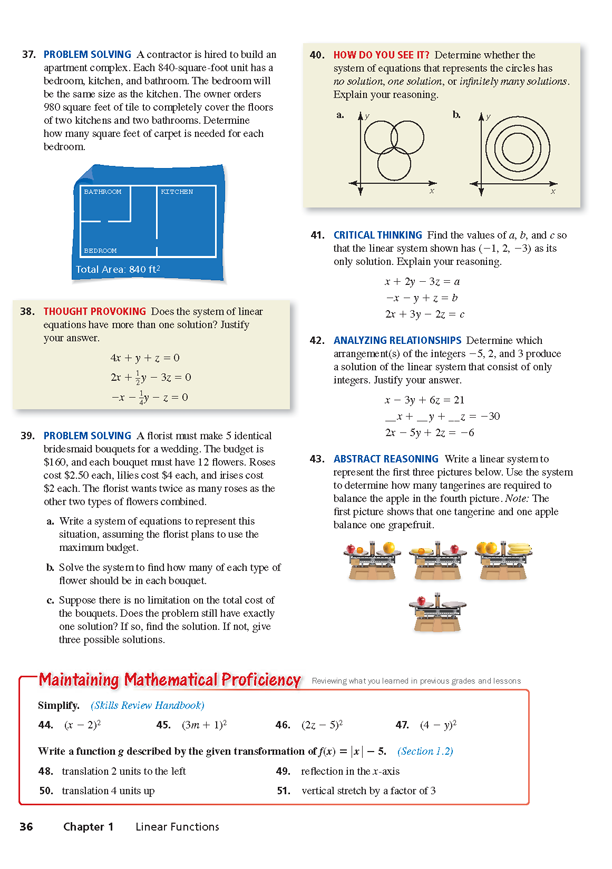 37. PROBLEM SOLVING A contractor is hired to build an
apartment complex. Each 840-square-foot unit has a
bedroom, kitchen, and bathroom. The bedroom will
be the same size as the kitchen. The owner orders
980 square feet of tile to completely cover the floors
of two kitchens and two bathrooms. Determine
how many square feet of carpet is needed for each
bedroom.
BATHROOM KITCHEN
BEDROOM
Total Area: 840 ft²
38. THOUGHT PROVOKING Does the system of linear
equations have more than one solution? Justify
your answer.
4x + y + z = 0
2x + ½y − 3z = 0
−x − ¼y − z = 0
39. PROBLEM SOLVING A florist must make 5 identical
bridesmaid bouquets for a wedding. The budget is
$160, and each bouquet must have 12 flowers. Roses
cost $2.50 each, lilies cost $4 each, and irises cost
$2 each. The florist wants twice as many roses as the
other two types of flowers combined.
a. Write a system of equations to represent this
situation, assuming the florist plans to use the
maximum budget.
b. Solve the system to find how many of each type of
flower should be in each bouquet.
c. Suppose there is no limitation on the total cost of
the bouquets. Does the problem still have exactly
one solution? If so, find the solution. If not, give
three possible solutions.
40. HOW DO YOU SEE IT? Determine whether the
system of equations that represents the circles has
no solution, one solution, or infinitely many solutions.
Explain your reasoning.
a. y b. y
x x
41. CRITICAL THINKING Find the values of a, b, and c so
that the linear system shown has (−1, 2, −3) as its
only solution. Explain your reasoning.
x + 2y − 3z = a
−x − y + z = b
2x + 3y − 2z = c
42. ANALYZING RELATIONSHIPS Determine which
arrangement(s) of the integers −5, 2, and 3 produce
a solution of the linear system that consist of only
integers. Justify your answer.
x − 3y + 6z = 21
__x + __y + __z = −30
2x − 5y + 2z = −6
43. ABSTRACT REASONING Write a linear system to
represent the first three pictures below. Use the system
to determine how many tangerines are required to
balance the apple in the fourth picture. Note: The
first picture shows that one tangerine and one apple
balance one grapefruit.
Maintaining Mathematical Proficiency Reviewing what you learned in previous grades and lessons
Simplify. (Skills Review Handbook)
44. (x − 2)² 45. (3m + 1)² 46. (2z − 5)² 47. (4 − y)²
Write a function g described by the given transformation of f(x) = |x| − 5. (Section 1.2)
48. translation 2 units to the left 49. reflection in the x-axis
50. translation 4 units up 51. vertical stretch by a factor of 3
36 Chapter 1 Linear Functions